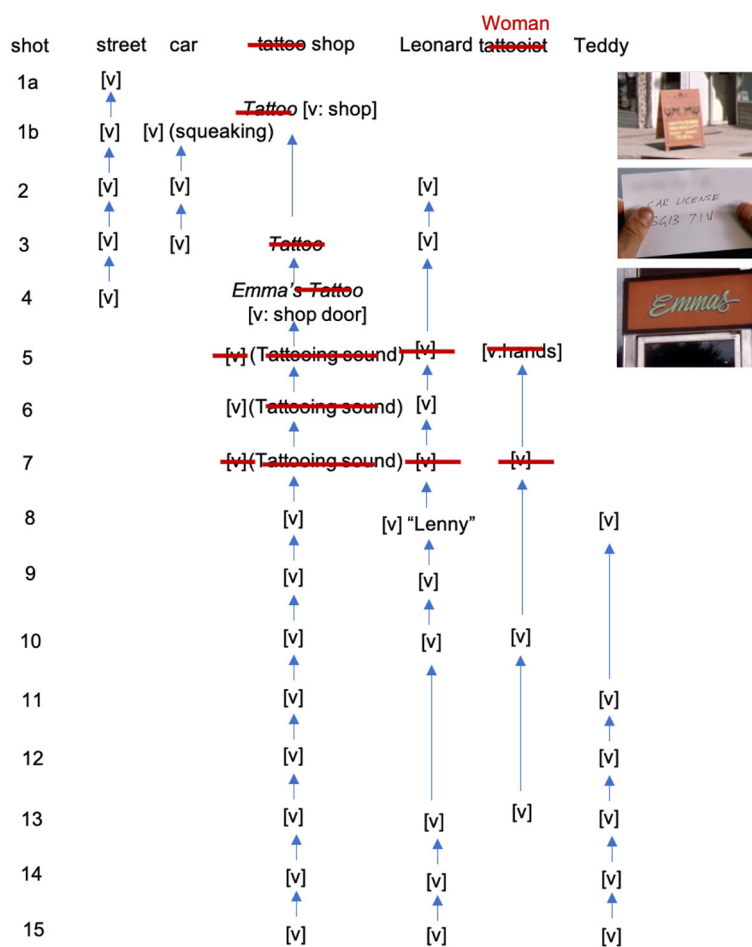 Woman
shot street car tattoo shop Leonard tattooist Teddy
1a [v]
Tattoo [v: shop]
1b [v] [v] (squeaking)
2 [v] [v] [v]
3 [v] [v] Tattoo [v]
4 [v] Emma's Tattoo
[v: shop door]
5 [v] (Tattooing sound) [v] [v:hands]
6 [v] (Tattooing sound) [v]
7 [v] (Tattooing sound) [v] [v]
8 [v] [v] "Lenny" [v]
9 [v] [v]
10 [v] [v] [v]
11 [v] [v]
12 [v] [v]
13 [v] [v] [v] [v]
14 [v] [v] [v]
15 [v] [v] [v]
CAR LICENSE
SG13 71U
Emmas